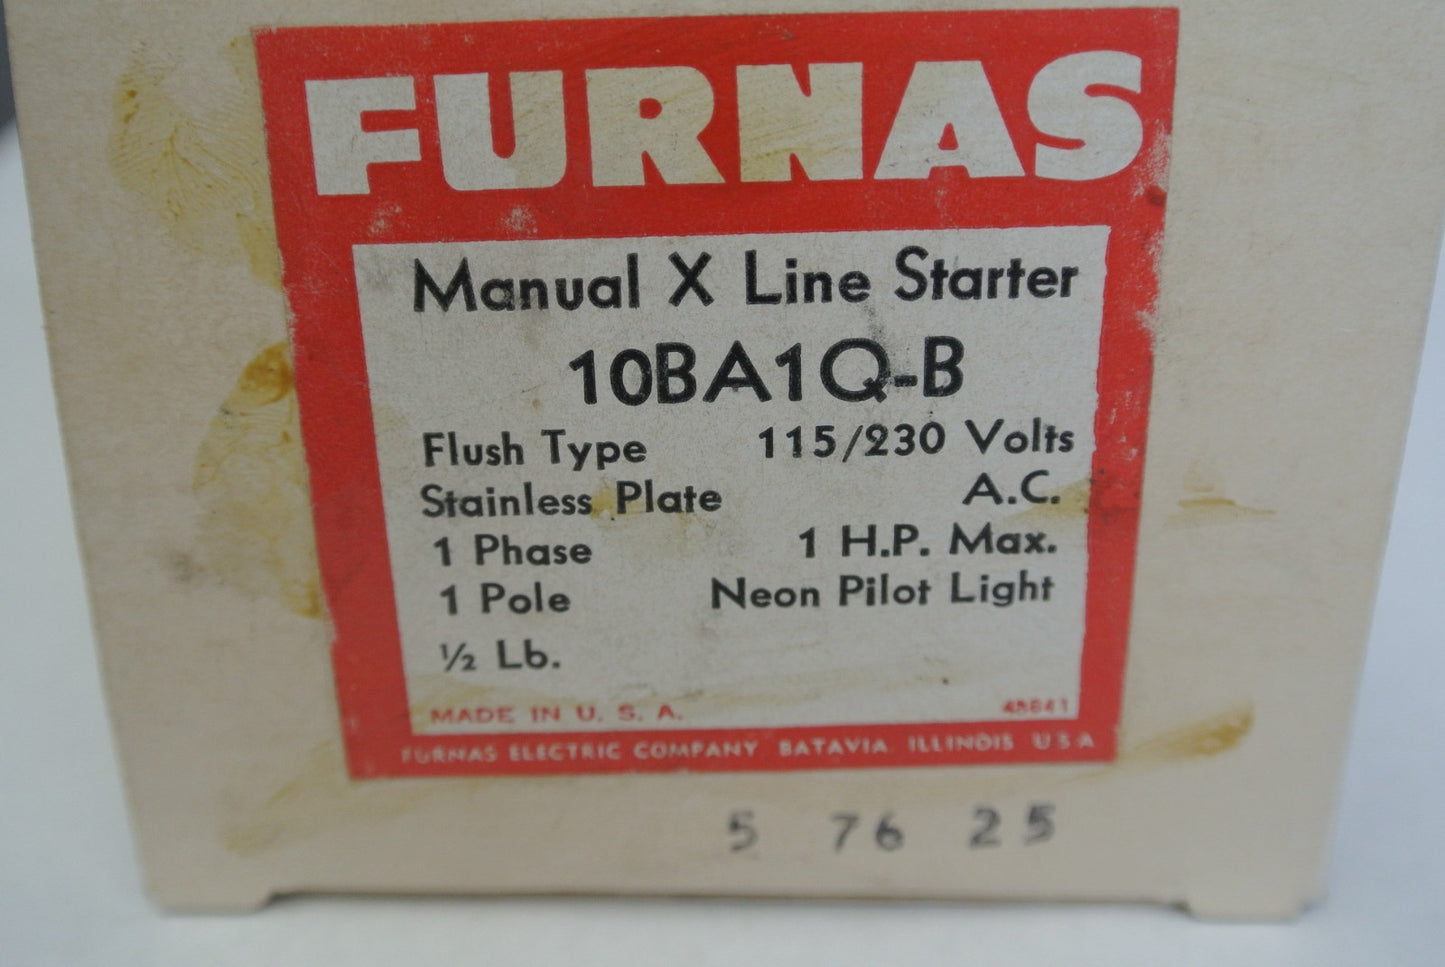 FURNAS
Manual X Line Starter
10BA1Q-B
Flush Type 115/230 Volts
Stainless Plate A.C.
1 Phase 1 H.P. Max.
1 Pole Neon Pilot Light
½ Lb.
MADE IN U. S. A.
FURNAS ELECTRIC COMPANY BATAVIA ILLINOIS U S A
5 76 25